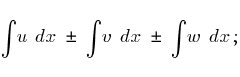 ∫u dx ± ∫v dx ± ∫w dx;